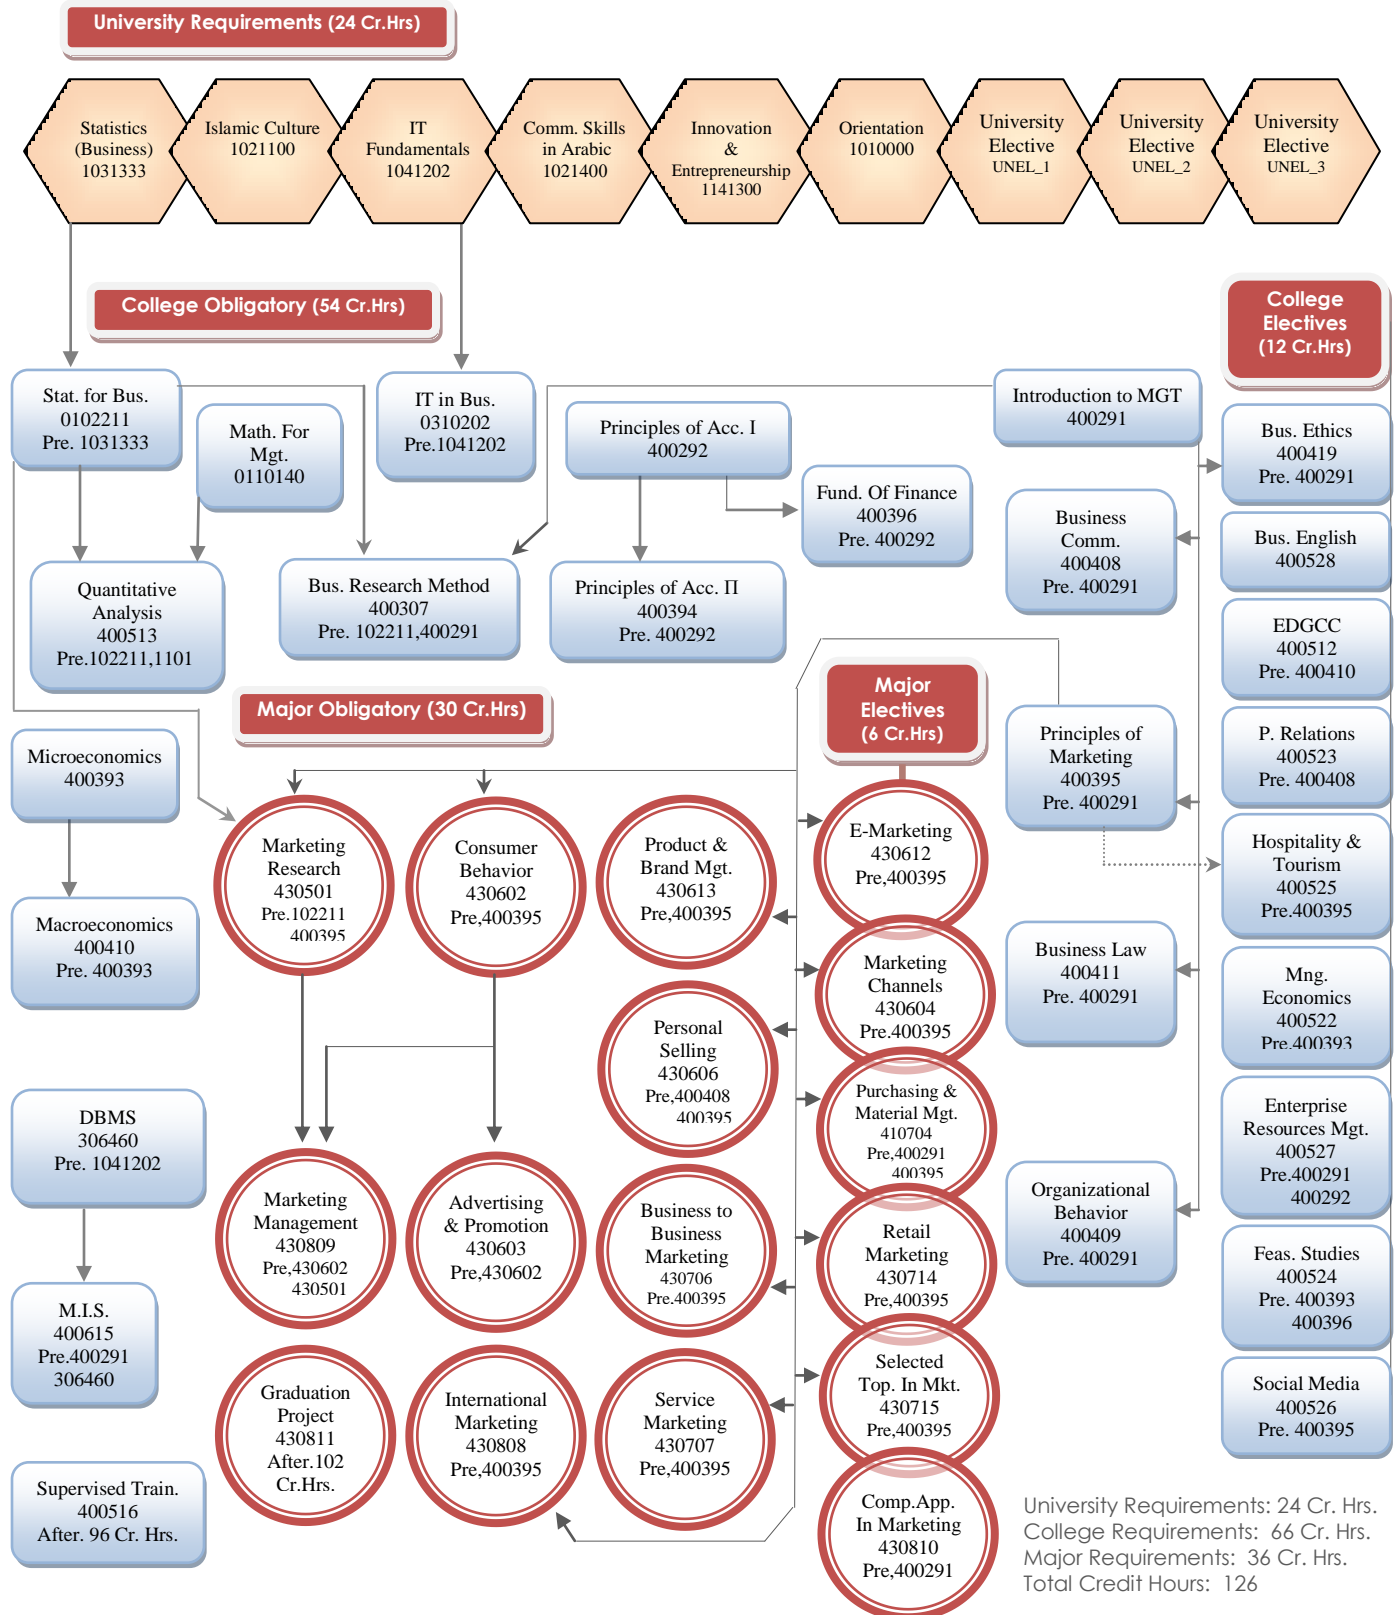 University Requirements (24 Cr.Hrs)
Statistics
(Business)
1031333
Islamic Culture
1021100
IT
Fundamentals
1041202
Comm. Skills
in Arabic
1021400
Innovation
&
Entrepreneurship
1141300
Orientation
1010000
University
Elective
UNEL_1
University
Elective
UNEL_2
University
Elective
UNEL_3
College Obligatory (54 Cr.Hrs)
College
Electives
(12 Cr.Hrs)
Stat. for Bus.
0102211
Pre. 1031333
Math. For
Mgt.
0110140
IT in Bus.
0310202
Pre.1041202
Principles of Acc. I
400292
Introduction to MGT
400291
Bus. Ethics
400419
Pre. 400291
Fund. Of Finance
400396
Pre. 400292
Business
Comm.
400408
Pre. 400291
Bus. English
400528
Quantitative
Analysis
400513
Pre.102211,1101
Bus. Research Method
400307
Pre. 102211,400291
Principles of Acc. Π
400394
Pre. 400292
EDGCC
400512
Pre. 400410
Major Obligatory (30 Cr.Hrs)
Major
Electives
(6 Cr.Hrs)
Principles of
Marketing
400395
Pre. 400291
P. Relations
400523
Pre. 400408
Microeconomics
400393
Marketing
Research
430501
Pre.102211
400395
Consumer
Behavior
430602
Pre,400395
Product &
Brand Mgt.
430613
Pre,400395
E-Marketing
430612
Pre,400395
Hospitality &
Tourism
400525
Pre.400395
Macroeconomics
400410
Pre. 400393
Marketing
Channels
430604
Pre.400395
Business Law
400411
Pre. 400291
Mng.
Economics
400522
Pre.400393
Personal
Selling
430606
Pre,400408
400395
DBMS
306460
Pre. 1041202
Purchasing &
Material Mgt.
410704
Pre,400291
400395
Enterprise
Resources Mgt.
400527
Pre.400291
400292
Marketing
Management
430809
Pre,430602
430501
Advertising
& Promotion
430603
Pre,430602
Business to
Business
Marketing
430706
Pre.400395
Retail
Marketing
430714
Pre,400395
Organizational
Behavior
400409
Pre. 400291
Feas. Studies
400524
Pre. 400393
400396
M.I.S.
400615
Pre.400291
306460
Graduation
Project
430811
After.102
Cr.Hrs.
International
Marketing
430808
Pre,400395
Service
Marketing
430707
Pre,400395
Selected
Top. In Mkt.
430715
Pre,400395
Social Media
400526
Pre. 400395
Supervised Train.
400516
After. 96 Cr. Hrs.
Comp.App.
In Marketing
430810
Pre,400291
University Requirements: 24 Cr. Hrs.
College Requirements: 66 Cr. Hrs.
Major Requirements: 36 Cr. Hrs.
Total Credit Hours: 126